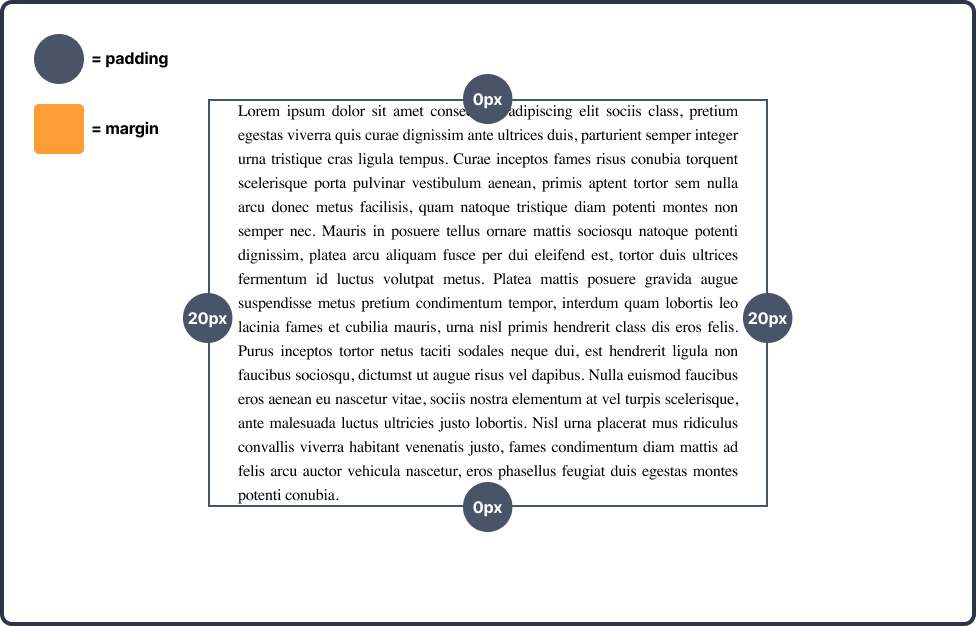 = padding
= margin
0px
Lorem ipsum dolor sit amet adipiscing elit sociis class, pretium
egestas viverra quis curae dignissim ante ultrices duis, parturient semper integer
urna tristique cras ligula tempus. Curae inceptos fames risus conubia torquent
scelerisque porta pulvinar vestibulum aenean, primis aptent tortor sem nulla
arcu donec metus facilisis, quam natoque tristique diam potenti montes non
semper nec. Mauris in posuere tellus ornare mattis sociosqu natoque potenti
dignissim, platea arcu aliquam fusce per dui eleifend est, tortor duis ultrices
fermentum id luctus volutpat metus. Platea mattis posuere gravida augue
suspendisse metus pretium condimentum tempor, interdum quam lobortis leo
20px
20px
lacinia fames et cubilia mauris, urna nisl primis hendrerit class dis eros felis.
Purus inceptos tortor netus taciti sodales neque dui, est hendrerit ligula non
faucibus sociosqu, dictumst ut augue risus vel dapibus. Nulla euismod faucibus
eros aenean eu nascetur vitae, sociis nostra elementum at vel turpis scelerisque,
ante malesuada luctus ultricies justo lobortis. Nisl urna placerat mus ridiculus
convallis viverra habitant venenatis justo, fames condimentum diam mattis ad
felis arcu auctor vehicula nascetur, eros phasellus feugiat duis egestas montes
potenti conubia.
0px